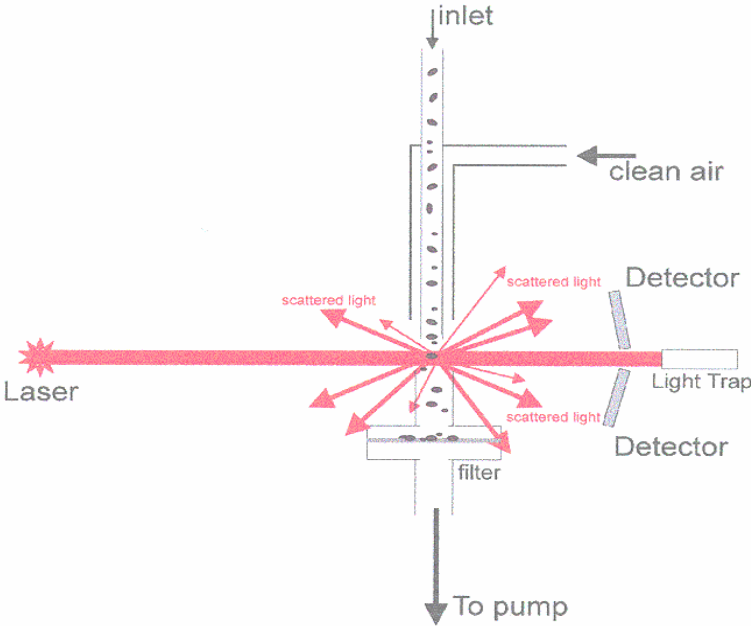 inlet
clean air
Detector
scattered light
scattered light
Laser
Light Trap
scattered light
Detector
filter
To pump